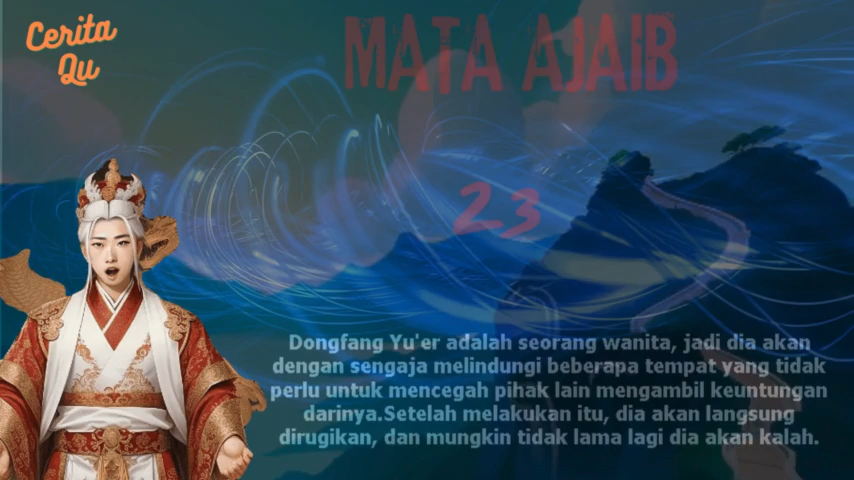 Cerita
Qu
MATA AJAIB
23
Dongfang Yu'er adalah seorang wanita, jadi dia akan
dengan sengaja melindungi beberapa tempat yang tidak
perlu untuk mencegah pihak lain mengambil keuntungan
darinya.Setelah melakukan itu, dia akan langsung
dirugikan, dan mungkin tidak lama lagi dia akan kalah.